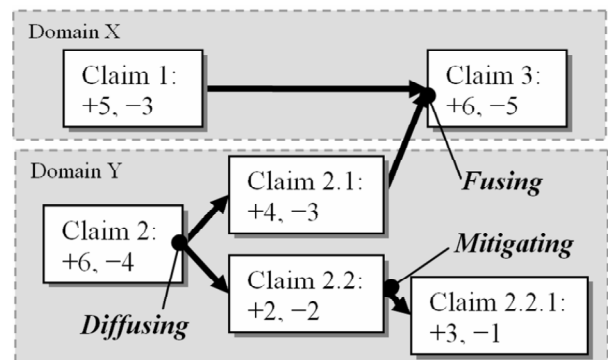 Domain X
Claim 1:
+5, −3
Claim 3:
+6, −5
Fusing
Domain Y
Claim 2:
+6, −4
Claim 2.1:
+4, −3
Claim 2.2:
+2, −2
Mitigating
Claim 2.2.1:
+3, −1
Diffusing